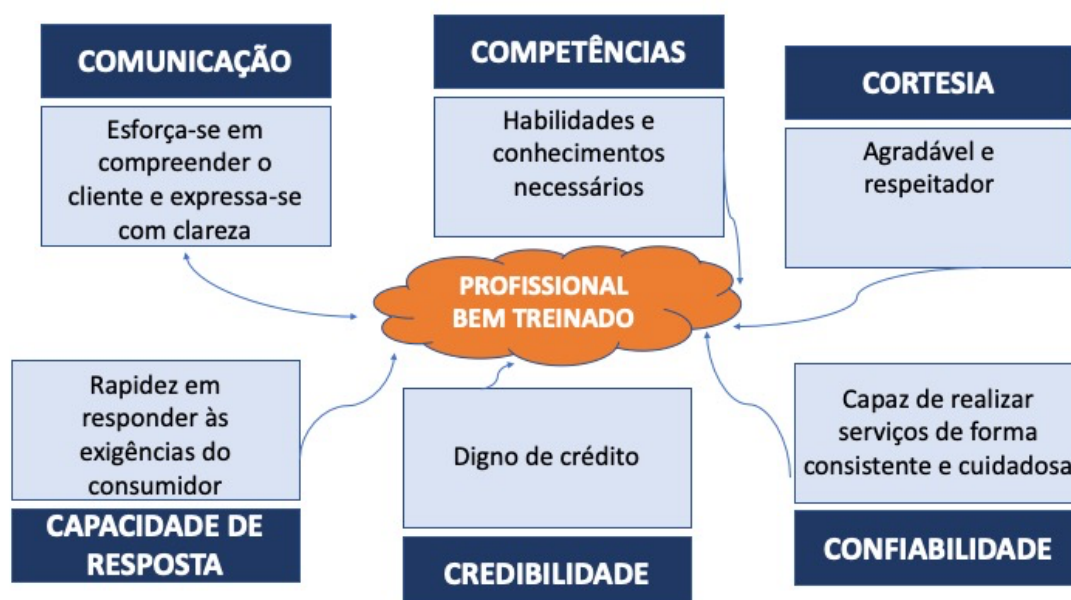 COMUNICAÇÃO
Esforça-se em
compreender o
cliente e expressa-se
com clareza
COMPETÊNCIAS
Habilidades e
conhecimentos
necessários
CORTESIA
Agradável e
respeitador
PROFISSIONAL
BEM TREINADO
Rapidez em
responder às
exigências do
consumidor
CAPACIDADE DE
RESPOSTA
Digno de crédito
CREDIBILIDADE
Capaz de realizar
serviços de forma
consistente e cuidadosa
CONFIABILIDADE